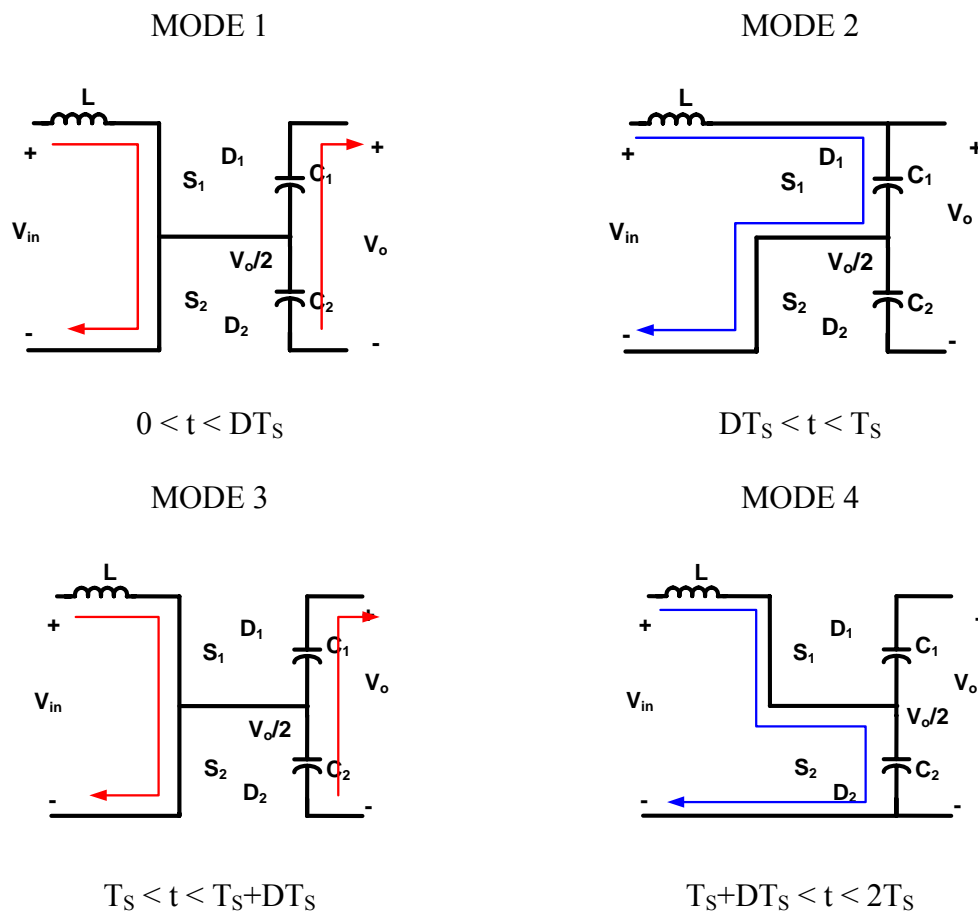 MODE 1
L
+
D₁
+
S₁
C₁
Vᵢₙ
Vₒ/2
Vₒ
S₂
C₂
-
D₂
-
0 < t < DTₛ
MODE 2
L
+
D₁
+
S₁
C₁
Vᵢₙ
Vₒ
Vₒ/2
S₂
C₂
-
D₂
-
DTₛ < t < Tₛ
MODE 3
L
+
D₁
+
S₁
C₁
Vᵢₙ
Vₒ
Vₒ/2
S₂
C₂
-
D₂
-
Tₛ < t < Tₛ+DTₛ
MODE 4
L
+
D₁
S₁
C₁
Vᵢₙ
Vₒ
Vₒ/2
S₂
C₂
-
D₂
-
Tₛ+DTₛ < t < 2Tₛ